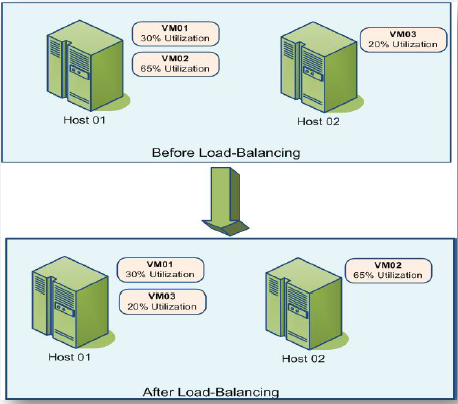 VM01
30% Utilization
VM02
65% Utilization
Host 01
VM03
20% Utilization
Host 02
Before Load-Balancing
VM01
30% Utilization
VM03
20% Utilization
Host 01
VM02
65% Utilization
Host 02
After Load-Balancing